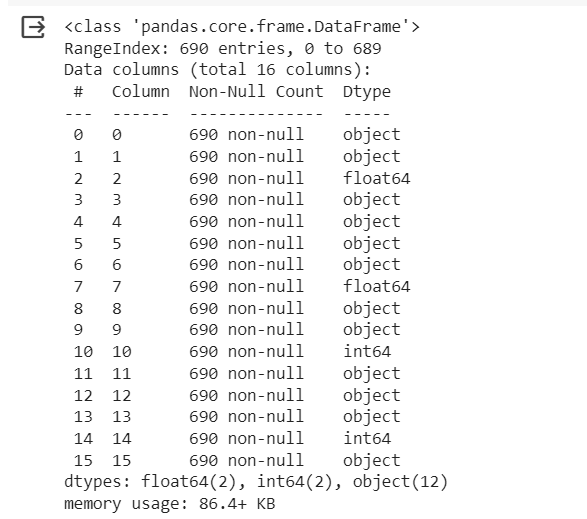 <class 'pandas.core.frame.DataFrame'>
RangeIndex: 690 entries, 0 to 689
Data columns (total 16 columns):
 #   Column  Non-Null Count  Dtype
---  ------  --------------  -----
 0   0       690 non-null    object
 1   1       690 non-null    object
 2   2       690 non-null    float64
 3   3       690 non-null    object
 4   4       690 non-null    object
 5   5       690 non-null    object
 6   6       690 non-null    object
 7   7       690 non-null    float64
 8   8       690 non-null    object
 9   9       690 non-null    object
 10  10      690 non-null    int64
 11  11      690 non-null    object
 12  12      690 non-null    object
 13  13      690 non-null    object
 14  14      690 non-null    int64
 15  15      690 non-null    object
dtypes: float64(2), int64(2), object(12)
memory usage: 86.4+ KB